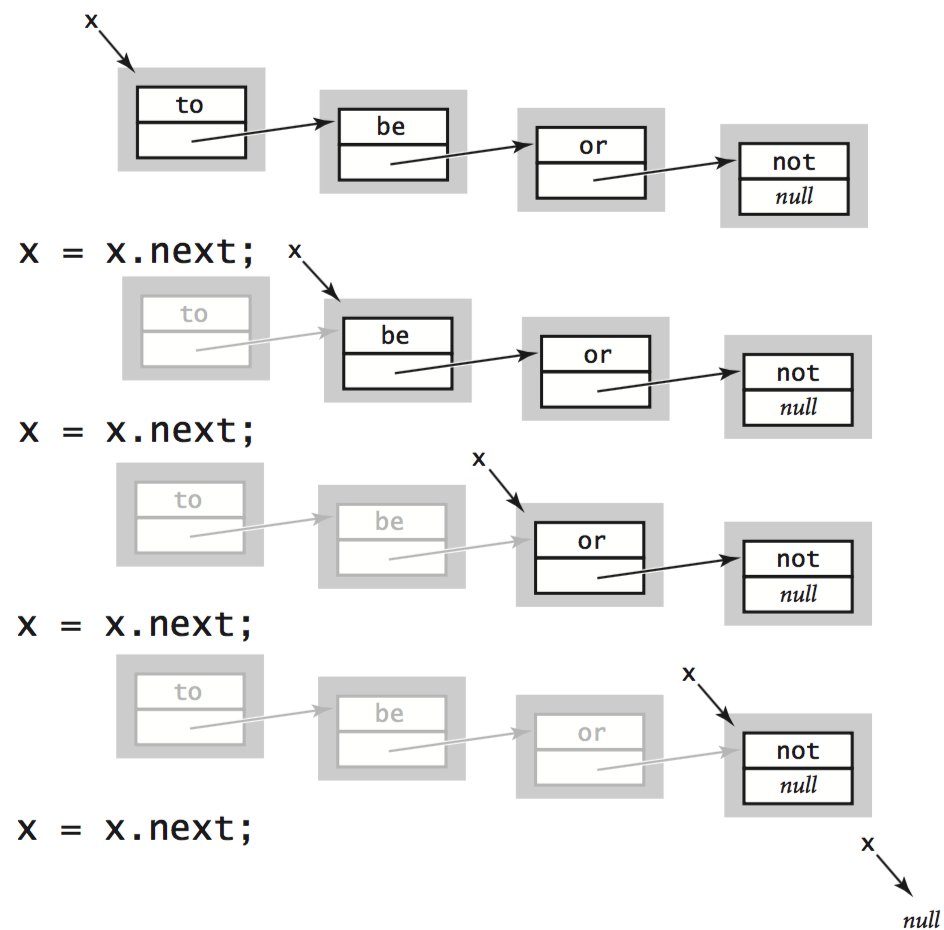 x
to
be
or
not
null
x = x.next;
x
to
be
or
not
null
x = x.next;
x
to
be
or
not
null
x = x.next;
x
to
be
or
not
null
x = x.next;
x
null